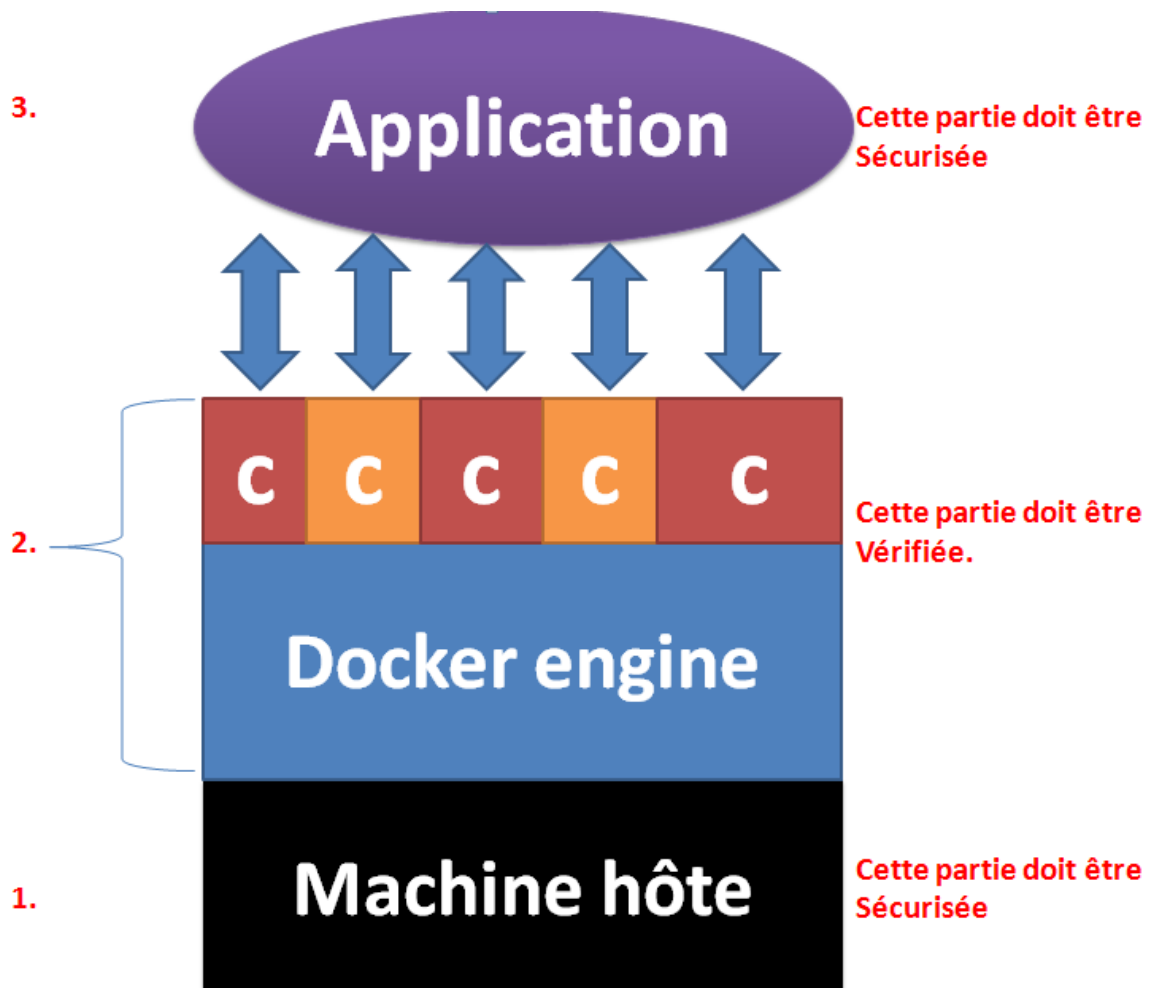 3.
Application
Cette partie doit être
Sécurisée
C C C C C
2.
Cette partie doit être
Vérifiée.
Docker engine
1.
Machine hôte
Cette partie doit être
Sécurisée